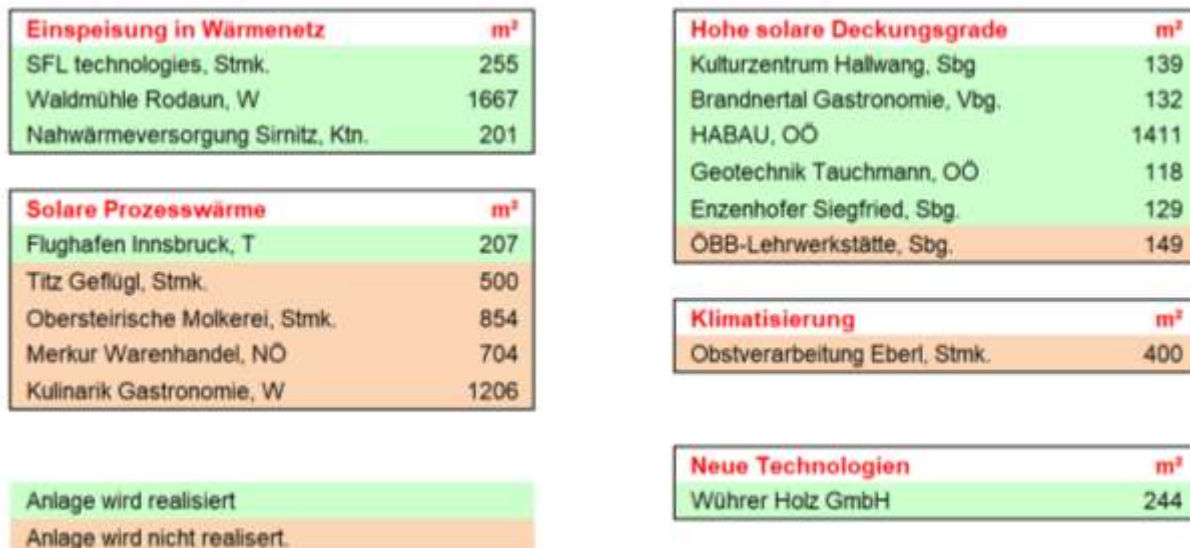 Einspeisung in Wärmenetz m²
SFL technologies, Stmk. 255
Waldmühle Rodaun, W 1667
Nahwärmeversorgung Sirnitz, Ktn. 201
Solare Prozesswärme m²
Flughafen Innsbruck, T 207
Titz Geflügl, Stmk. 500
Obersteirische Molkerei, Stmk. 854
Merkur Warenhandel, NÖ 704
Kulinarik Gastronomie, W 1206
Anlage wird realisiert
Anlage wird nicht realisert.
Hohe solare Deckungsgrade m²
Kulturzentrum Hallwang, Sbg 139
Brandnertal Gastronomie, Vbg. 132
HABAU, OÖ 1411
Geotechnik Tauchmann, OÖ 118
Enzenhofer Siegfried, Sbg. 129
ÖBB-Lehrwerkstätte, Sbg. 149
Klimatisierung m²
Obstverarbeitung Eberl, Stmk. 400
Neue Technologien m²
Wührer Holz GmbH 244